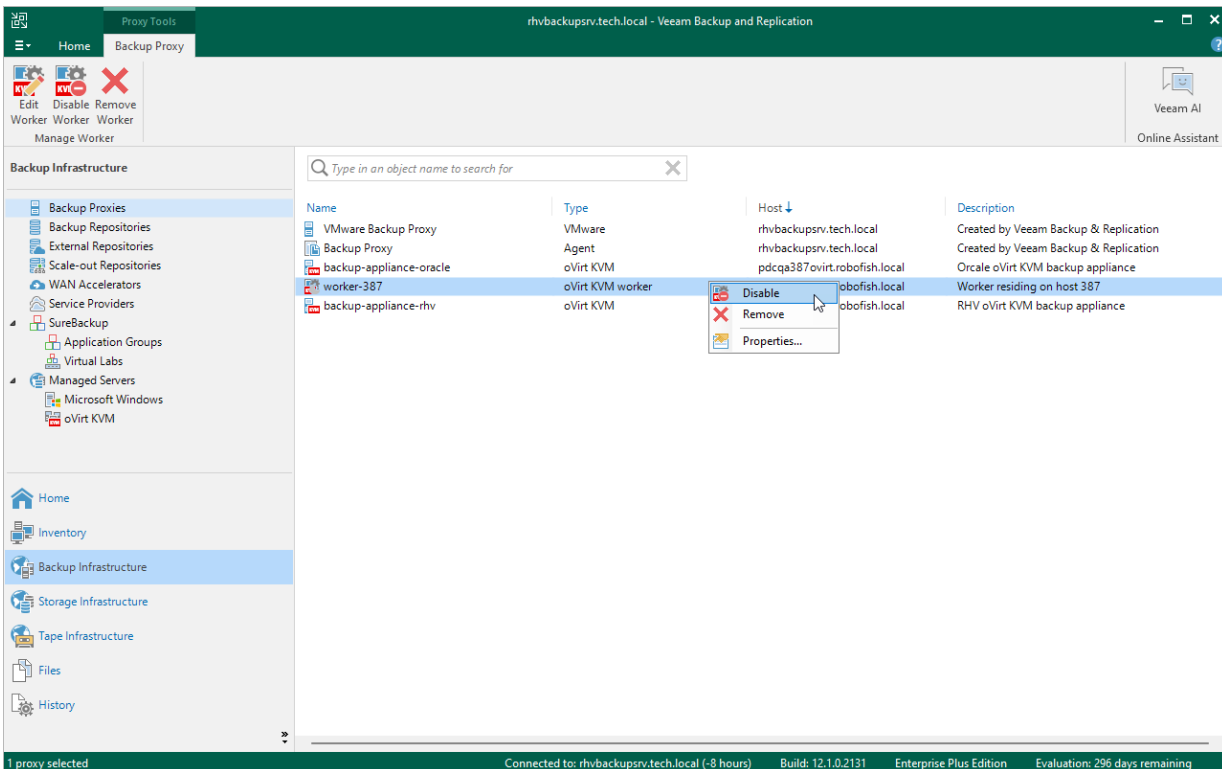 Proxy Tools
rhvbackupsrv.tech.local - Veeam Backup and Replication
Home
Backup Proxy
Edit Worker
Disable Worker
Remove Worker
Manage Worker
Veeam AI
Online Assistant
Backup Infrastructure
Backup Proxies
Backup Repositories
External Repositories
Scale-out Repositories
WAN Accelerators
Service Providers
SureBackup
Application Groups
Virtual Labs
Managed Servers
Microsoft Windows
oVirt KVM
Home
Inventory
Backup Infrastructure
Storage Infrastructure
Tape Infrastructure
Files
History
Type in an object name to search for
Name Type Host Description
VMware Backup Proxy VMware rhvbackupsrv.tech.local Created by Veeam Backup & Replication
Backup Proxy Agent rhvbackupsrv.tech.local Created by Veeam Backup & Replication
backup-appliance-oracle oVirt KVM pdcqa387ovirt.robofish.local Orcale oVirt KVM backup appliance
worker-387 oVirt KVM worker obofish.local Worker residing on host 387
backup-appliance-rhv oVirt KVM obofish.local RHV oVirt KVM backup appliance
Disable
Remove
Properties...
1 proxy selected
Connected to: rhvbackupsrv.tech.local (-8 hours) Build: 12.1.0.2131 Enterprise Plus Edition Evaluation: 296 days remaining